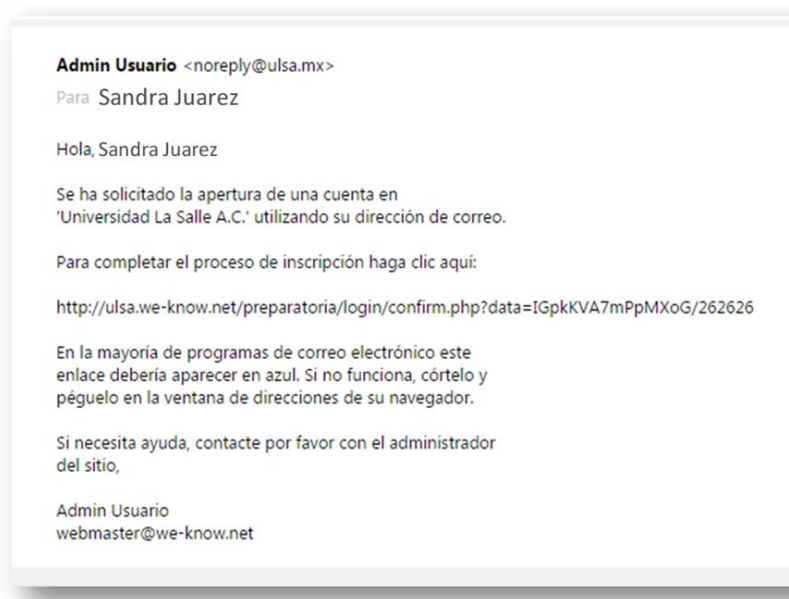 Admin Usuario <noreply@ulsa.mx>
Para Sandra Juarez
Hola, Sandra Juarez
Se ha solicitado la apertura de una cuenta en
'Universidad La Salle A.C.' utilizando su dirección de correo.
Para completar el proceso de inscripción haga clic aquí:
http://ulsa.we-know.net/preparatoria/login/confirm.php?data=IGpkKVA7mPpMXoG/262626
En la mayoría de programas de correo electrónico este
enlace debería aparecer en azul. Si no funciona, córtelo y
péguelo en la ventana de direcciones de su navegador.
Si necesita ayuda, contacte por favor con el administrador
del sitio,
Admin Usuario
webmaster@we-know.net